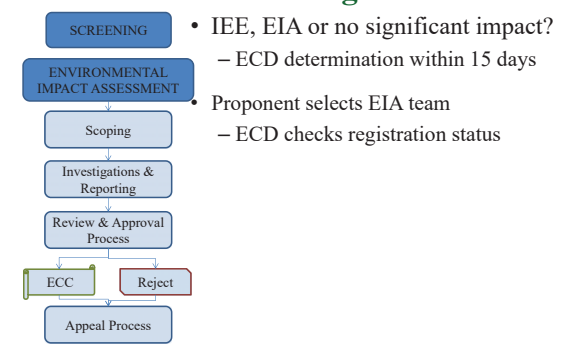 SCREENING
ENVIRONMENTAL
IMPACT ASSESSMENT
Scoping
Investigations &
Reporting
Review & Approval
Process
ECC
Reject
Appeal Process
• IEE, EIA or no significant impact?
– ECD determination within 15 days
• Proponent selects EIA team
– ECD checks registration status